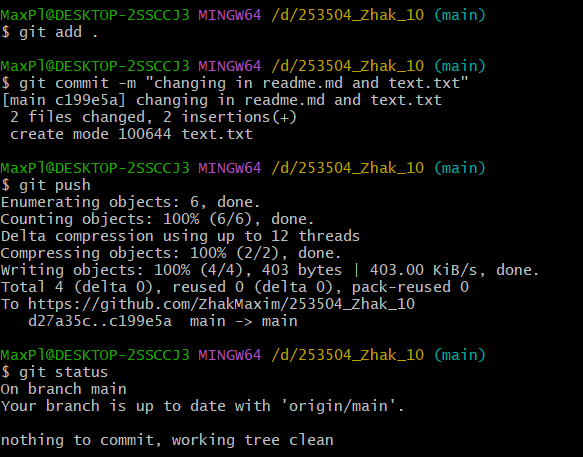 MaxPl@DESKTOP-2SSCCJ3 MINGW64 /d/253504_Zhak_10 (main)
$ git add .
MaxPl@DESKTOP-2SSCCJ3 MINGW64 /d/253504_Zhak_10 (main)
$ git commit -m "changing in readme.md and text.txt"
[main c199e5a] changing in readme.md and text.txt
 2 files changed, 2 insertions(+)
 create mode 100644 text.txt
MaxPl@DESKTOP-2SSCCJ3 MINGW64 /d/253504_Zhak_10 (main)
$ git push
Enumerating objects: 6, done.
Counting objects: 100% (6/6), done.
Delta compression using up to 12 threads
Compressing objects: 100% (2/2), done.
Writing objects: 100% (4/4), 403 bytes | 403.00 KiB/s, done.
Total 4 (delta 0), reused 0 (delta 0), pack-reused 0
To https://github.com/ZhakMaxim/253504_Zhak_10
   d27a35c..c199e5a  main -> main
MaxPl@DESKTOP-2SSCCJ3 MINGW64 /d/253504_Zhak_10 (main)
$ git status
On branch main
Your branch is up to date with 'origin/main'.
nothing to commit, working tree clean